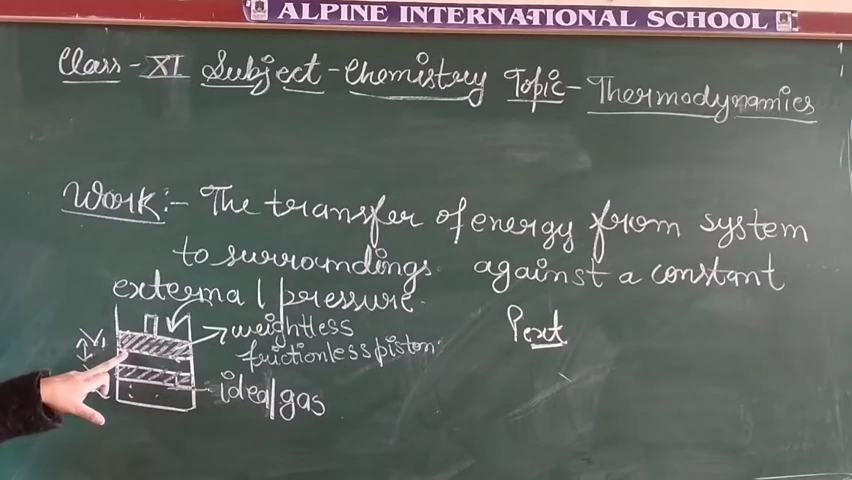 ALPINE INTERNATIONAL SCHOOL
Class - XI Subject - Chemistry Topic - Thermodynamics
Work :- The transfer of energy from system
to surroundings against a constant
external pressure.
Pext
weightless
frictionless piston
ideal gas